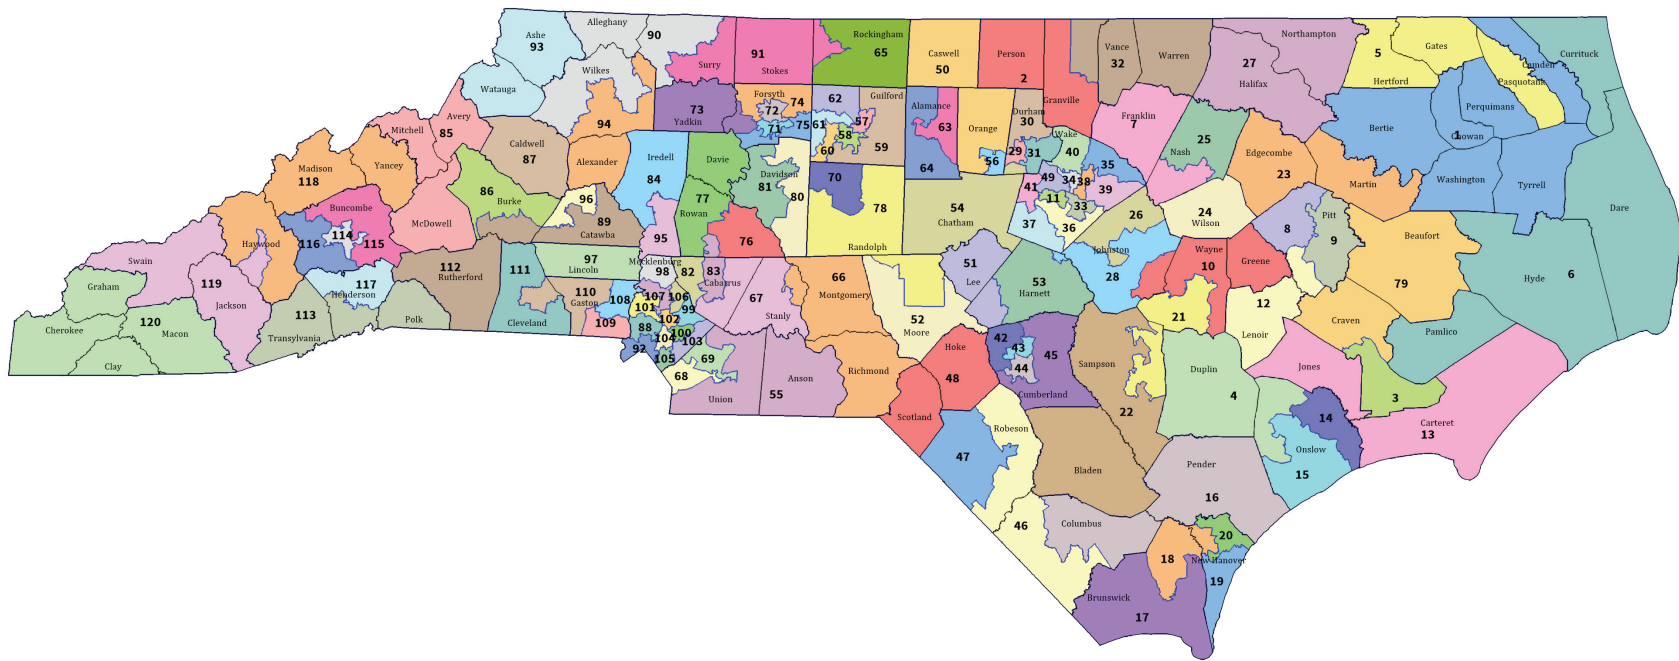 Alleghany
90
Ashe
93
Rockingham
65
Northampton
Surry
91
Stokes
Caswell
50
Person
2
Vance
32
Warren
27
Halifax
5
Gates
Hertford
Currituck
Camden
Pasquotank
Wilkes
Watauga
94
73
Yadkin
Forsyth
74
72
71
75
62
Guilford
61
57
58
60
59
Alamance
63
64
Orange
56
Durham
30
29
31
Granville
Franklin
7
Wake
40
35
Nash
25
Edgecombe
23
Bertie
Perquimans
Chowan
1
Avery
85
Mitchell
Caldwell
87
Alexander
Iredell
84
Davie
Davidson
81
80
70
78
Randolph
54
Chatham
41
49
34
38
39
11
33
37
36
26
24
Wilson
Martin
Washington
Tyrrell
Dare
Madison
118
Yancey
86
Burke
96
89
Catawba
77
Rowan
76
95
Buncombe
114
116
115
McDowell
Haywood
Swain
119
Jackson
Graham
Cherokee
120
Macon
Clay
117
Henderson
113
Transylvania
Polk
112
Rutherford
111
Cleveland
97
Lincoln
110
Gaston
109
108
Mecklenburg
98
82
83
Cabarrus
107
106
101
99
102
88
100
104
103
92
105
69
68
Union
67
Stanly
55
Anson
66
Montgomery
Richmond
52
Moore
51
Lee
53
Harnett
Johnston
28
Wayne
10
Greene
8
Pitt
9
Beaufort
79
Hyde
6
21
12
Lenoir
Craven
Pamlico
Hoke
48
Scotland
42
43
44
45
Cumberland
Sampson
22
Duplin
4
Jones
3
Carteret
13
14
Onslow
15
Robeson
47
46
Bladen
Pender
16
Columbus
18
20
New Hanover
19
Brunswick
17